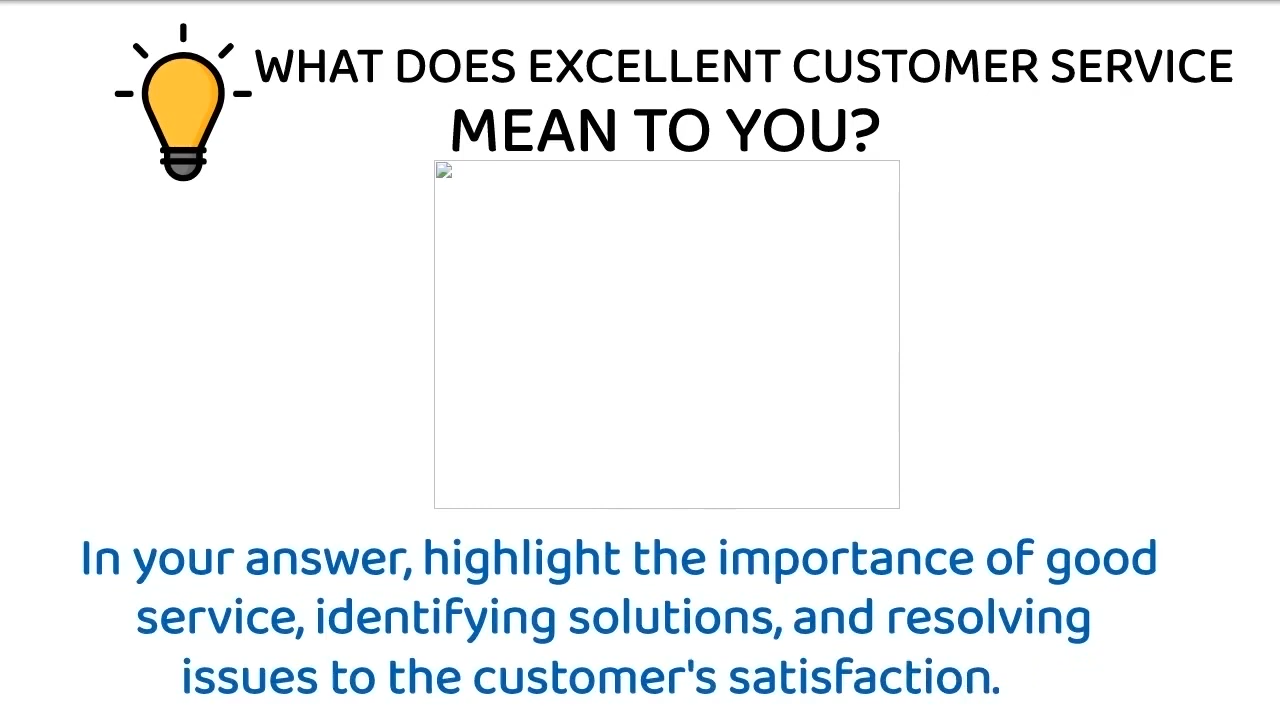 WHAT DOES EXCELLENT CUSTOMER SERVICE
MEAN TO YOU?
In your answer, highlight the importance of good
service, identifying solutions, and resolving
issues to the customer's satisfaction.